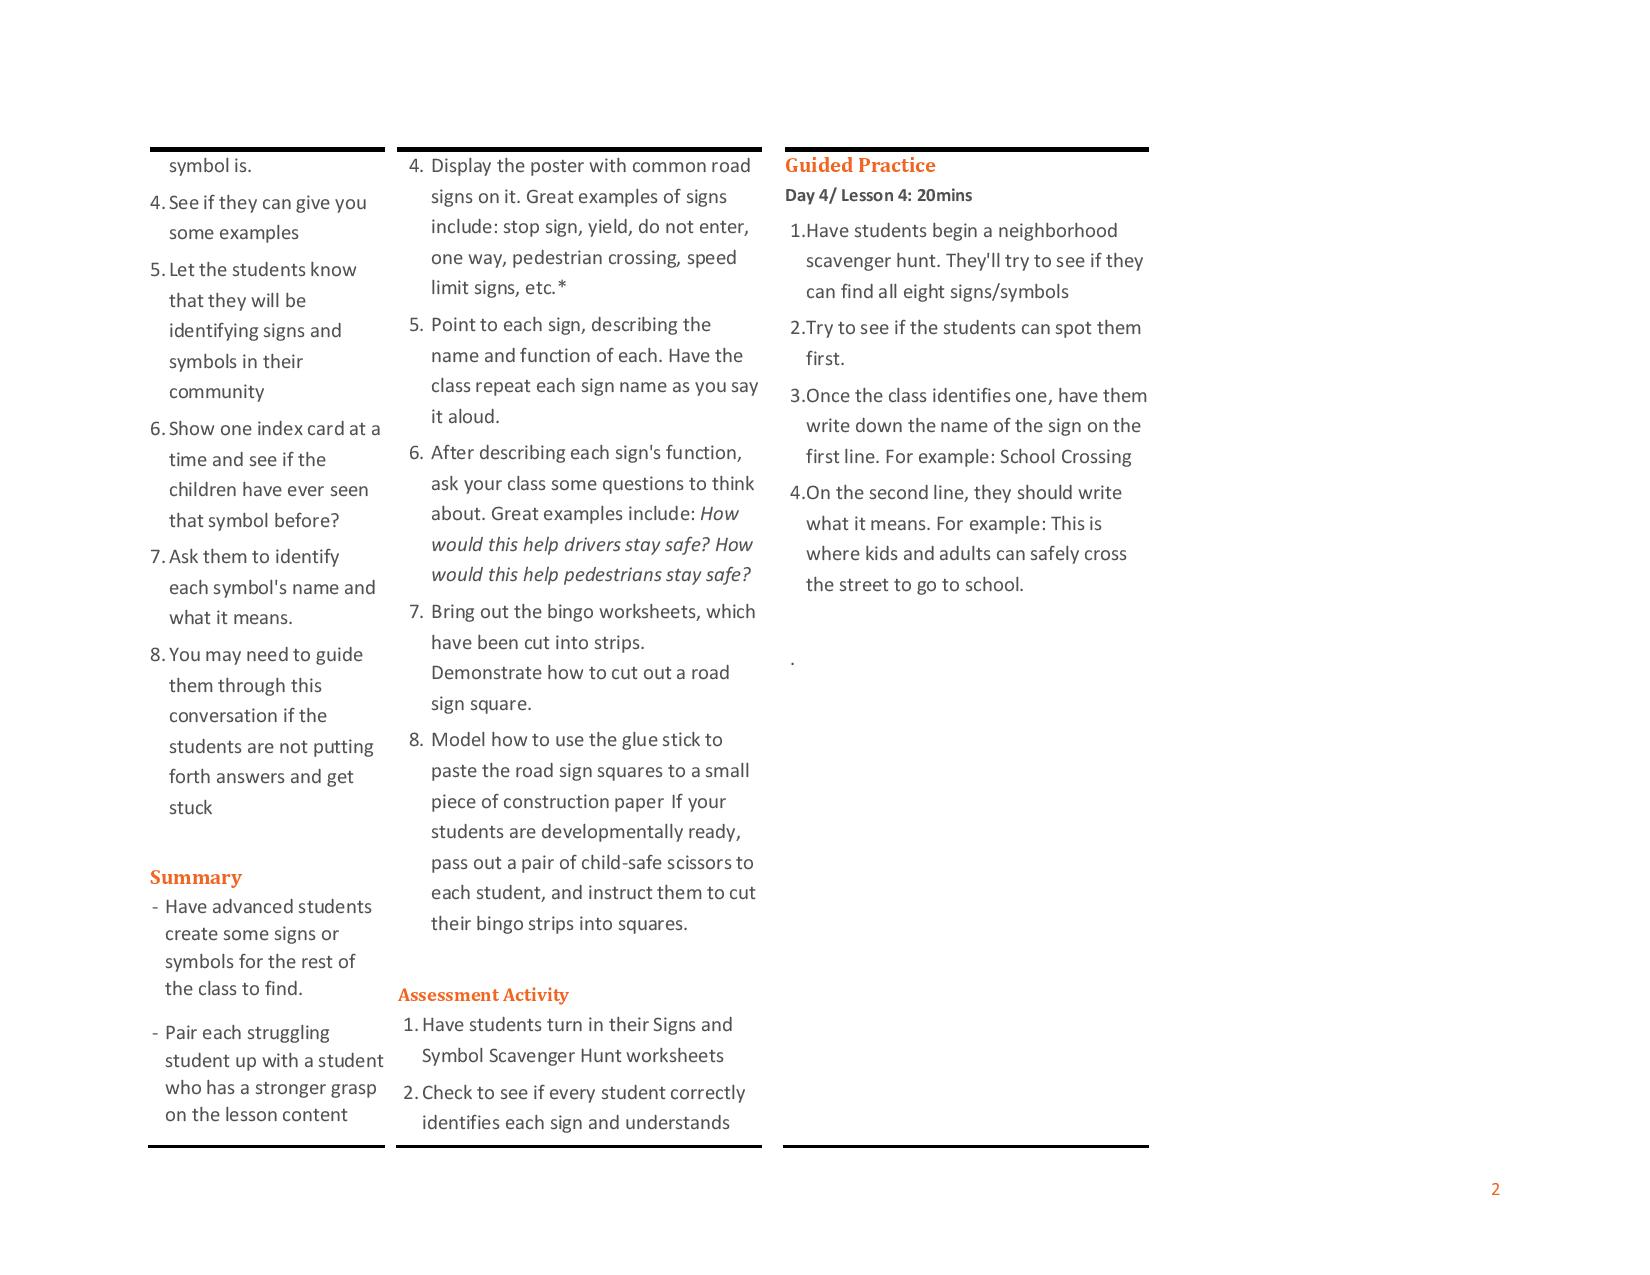 symbol is.
4. See if they can give you
some examples
5. Let the students know
that they will be
identifying signs and
symbols in their
community
6. Show one index card at a
time and see if the
children have ever seen
that symbol before?
7. Ask them to identify
each symbol's name and
what it means.
8. You may need to guide
them through this
conversation if the
students are not putting
forth answers and get
stuck
Summary
- Have advanced students
create some signs or
symbols for the rest of
the class to find.
- Pair each struggling
student up with a student
who has a stronger grasp
on the lesson content
4. Display the poster with common road
signs on it. Great examples of signs
include: stop sign, yield, do not enter,
one way, pedestrian crossing, speed
limit signs, etc.*
5. Point to each sign, describing the
name and function of each. Have the
class repeat each sign name as you say
it aloud.
6. After describing each sign's function,
ask your class some questions to think
about. Great examples include: How
would this help drivers stay safe? How
would this help pedestrians stay safe?
7. Bring out the bingo worksheets, which
have been cut into strips.
Demonstrate how to cut out a road
sign square.
8. Model how to use the glue stick to
paste the road sign squares to a small
piece of construction paper If your
students are developmentally ready,
pass out a pair of child-safe scissors to
each student, and instruct them to cut
their bingo strips into squares.
Assessment Activity
1. Have students turn in their Signs and
Symbol Scavenger Hunt worksheets
2. Check to see if every student correctly
identifies each sign and understands
Guided Practice
Day 4/ Lesson 4: 20mins
1.Have students begin a neighborhood
scavenger hunt. They'll try to see if they
can find all eight signs/symbols
2.Try to see if the students can spot them
first.
3.Once the class identifies one, have them
write down the name of the sign on the
first line. For example: School Crossing
4.On the second line, they should write
what it means. For example: This is
where kids and adults can safely cross
the street to go to school.
.
2